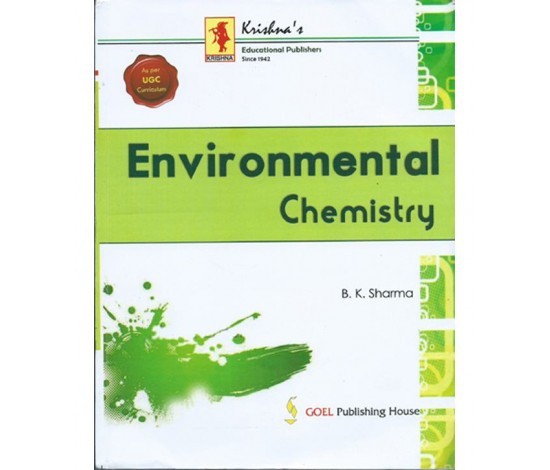 Krishna's
Educational Publishers
Since 1942
KRISHNA
As per
UGC
Curriculum
Environmental
Chemistry
B. K. Sharma
GOEL Publishing House